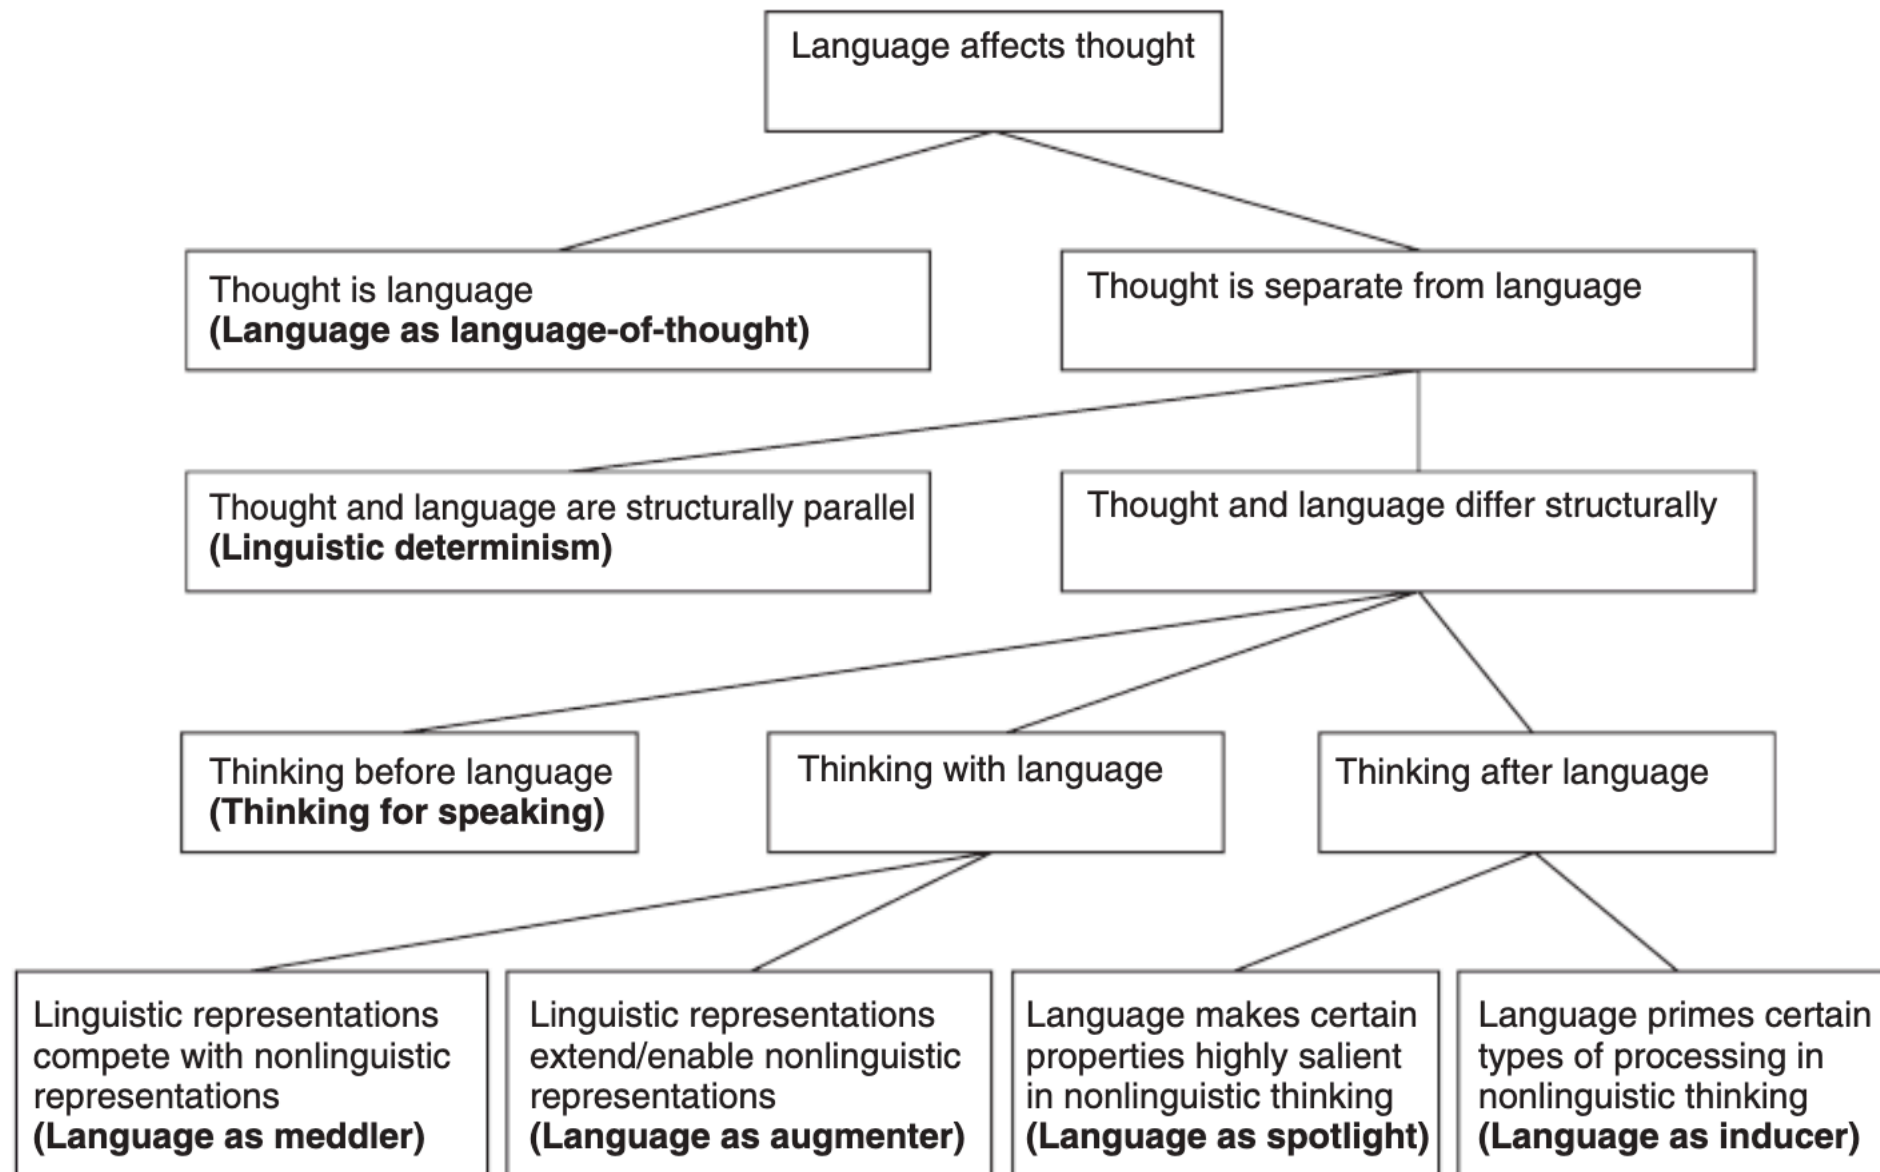 Language affects thought
Thought is language
(Language as language-of-thought)
Thought is separate from language
Thought and language are structurally parallel
(Linguistic determinism)
Thought and language differ structurally
Thinking before language
(Thinking for speaking)
Thinking with language
Thinking after language
Linguistic representations
compete with nonlinguistic
representations
(Language as meddler)
Linguistic representations
extend/enable nonlinguistic
representations
(Language as augmenter)
Language makes certain
properties highly salient
in nonlinguistic thinking
(Language as spotlight)
Language primes certain
types of processing in
nonlinguistic thinking
(Language as inducer)